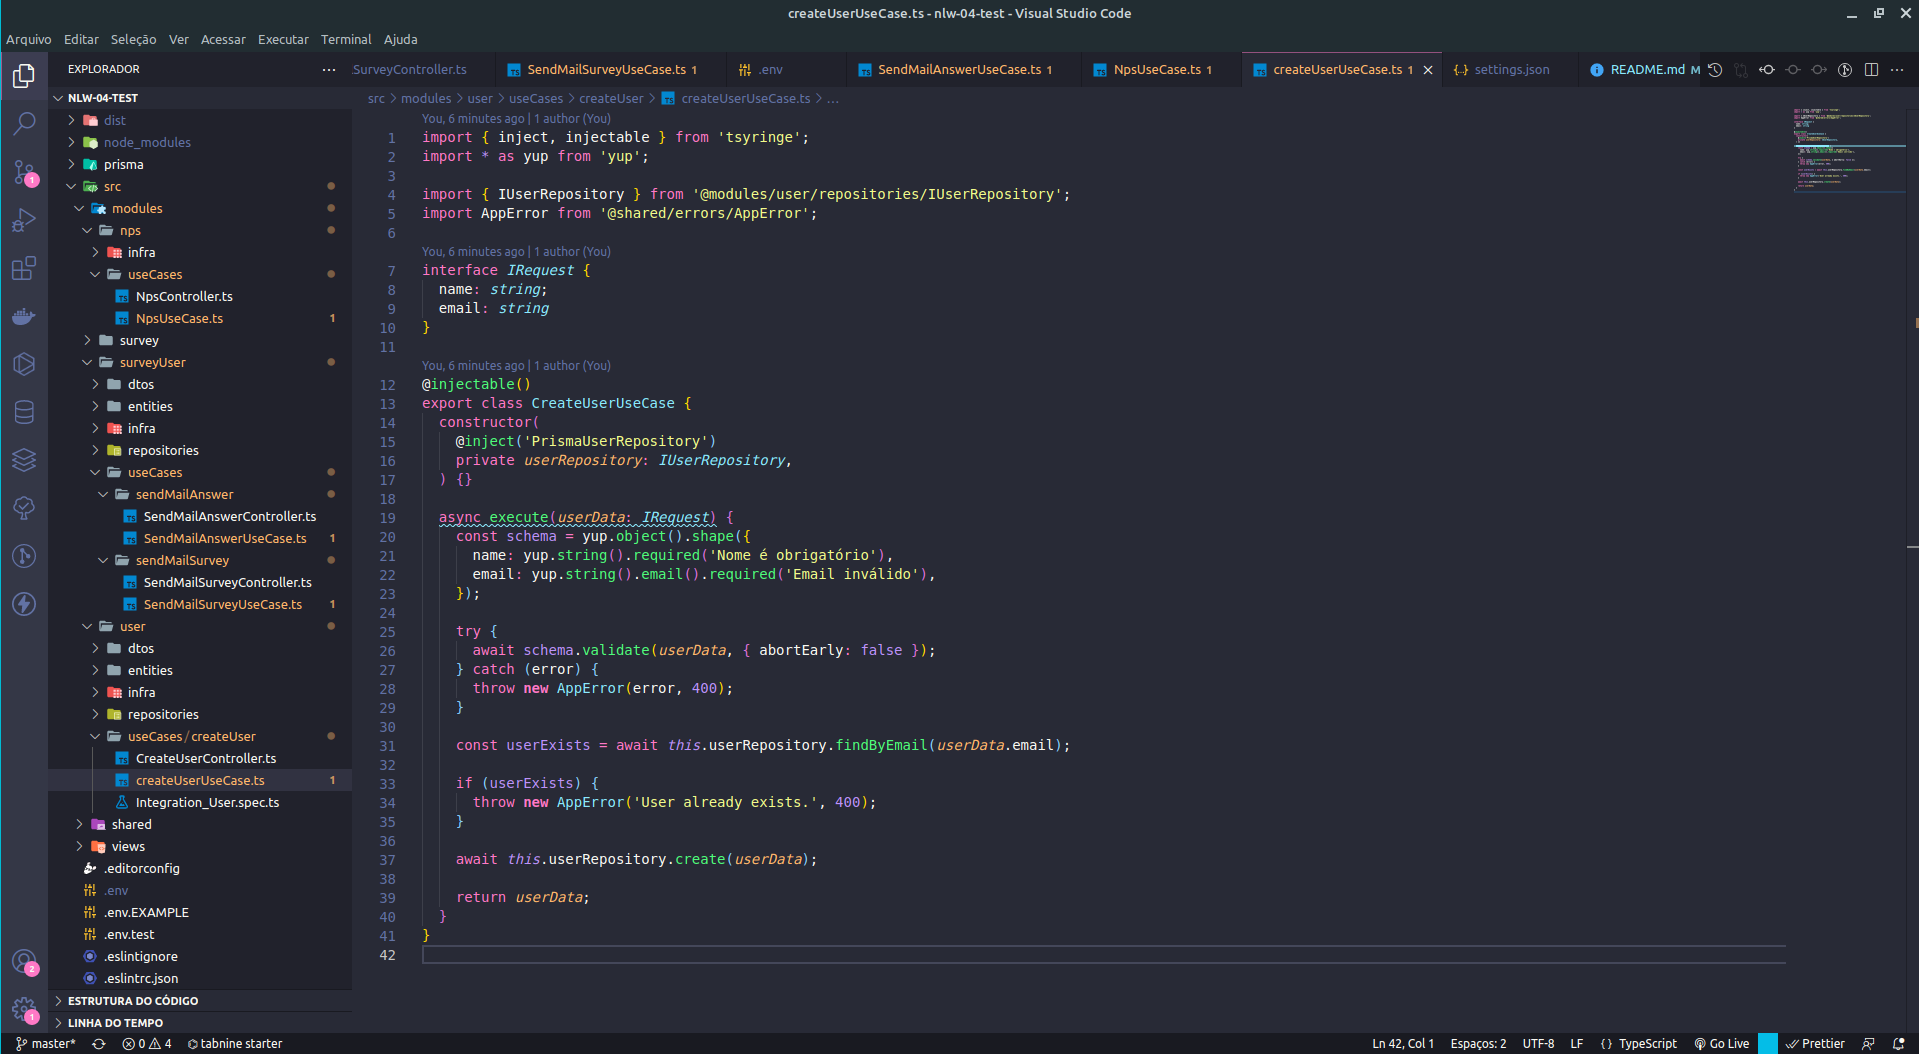 createUserUseCase.ts - nlw-04-test - Visual Studio Code
Arquivo Editar Seleção Ver Acessar Executar Terminal Ajuda
EXPLORADOR
SurveyController.ts
SendMailSurveyUseCase.ts 1
.env
SendMailAnswerUseCase.ts 1
NpsUseCase.ts 1
createUserUseCase.ts 1
settings.json
README.md M
NLW-04-TEST
dist
node_modules
prisma
src
modules
nps
infra
useCases
NpsController.ts
NpsUseCase.ts 1
survey
surveyUser
dtos
entities
infra
repositories
useCases
sendMailAnswer
SendMailAnswerController.ts
SendMailAnswerUseCase.ts 1
sendMailSurvey
SendMailSurveyController.ts
SendMailSurveyUseCase.ts 1
user
dtos
entities
infra
repositories
useCases / createUser
CreateUserController.ts
createUserUseCase.ts 1
Integration_User.spec.ts
shared
views
.editorconfig
.env
.env.EXAMPLE
.env.test
.eslintignore
.eslintrc.json
ESTRUTURA DO CÓDIGO
LINHA DO TEMPO
1
2
1
src > modules > user > useCases > createUser > createUserUseCase.ts > ...
You, 6 minutes ago | 1 author (You)
1 import { inject, injectable } from 'tsyringe';
2 import * as yup from 'yup';
3
4 import { IUserRepository } from '@modules/user/repositories/IUserRepository';
5 import AppError from '@shared/errors/AppError';
6
You, 6 minutes ago | 1 author (You)
7 interface IRequest {
8 name: string;
9 email: string
10 }
11
You, 6 minutes ago | 1 author (You)
12 @injectable()
13 export class CreateUserUseCase {
14 constructor(
15 @inject('PrismaUserRepository')
16 private userRepository: IUserRepository,
17 ) {}
18
19 async execute(userData: IRequest) {
20 const schema = yup.object().shape({
21 name: yup.string().required('Nome é obrigatório'),
22 email: yup.string().email().required('Email inválido'),
23 });
24
25 try {
26 await schema.validate(userData, { abortEarly: false });
27 } catch (error) {
28 throw new AppError(error, 400);
29 }
30
31 const userExists = await this.userRepository.findByEmail(userData.email);
32
33 if (userExists) {
34 throw new AppError('User already exists.', 400);
35 }
36
37 await this.userRepository.create(userData);
38
39 return userData;
40 }
41 }
42
master* 0 4 tabnine starter
Ln 42, Col 1 Espaços: 2 UTF-8 LF {} TypeScript Go Live Prettier